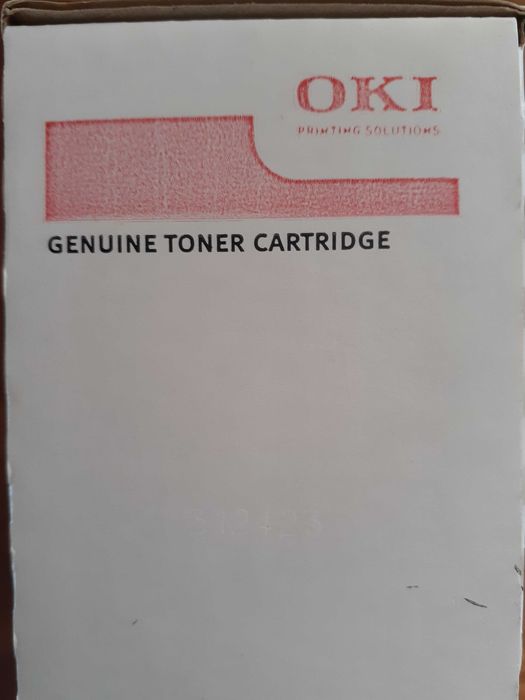 OKI
PRINTING SOLUTIONS
GENUINE TONER CARTRIDGE